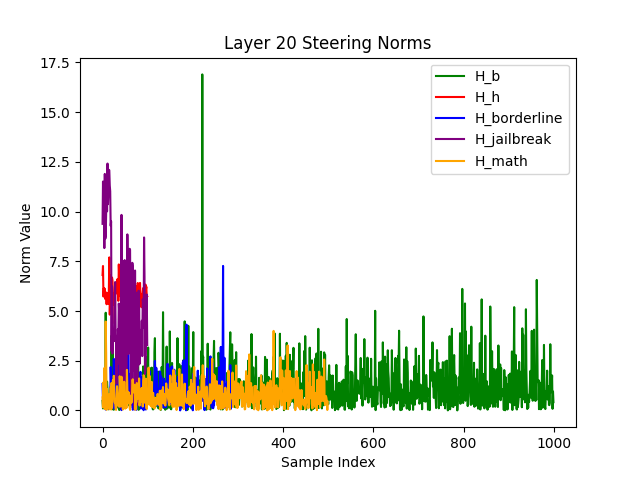 Layer 20 Steering Norms
17.5
15.0
12.5
10.0
7.5
5.0
2.5
0.0
Norm Value
H_b
H_h
H_borderline
H_jailbreak
H_math
0 200 400 600 800 1000
Sample Index